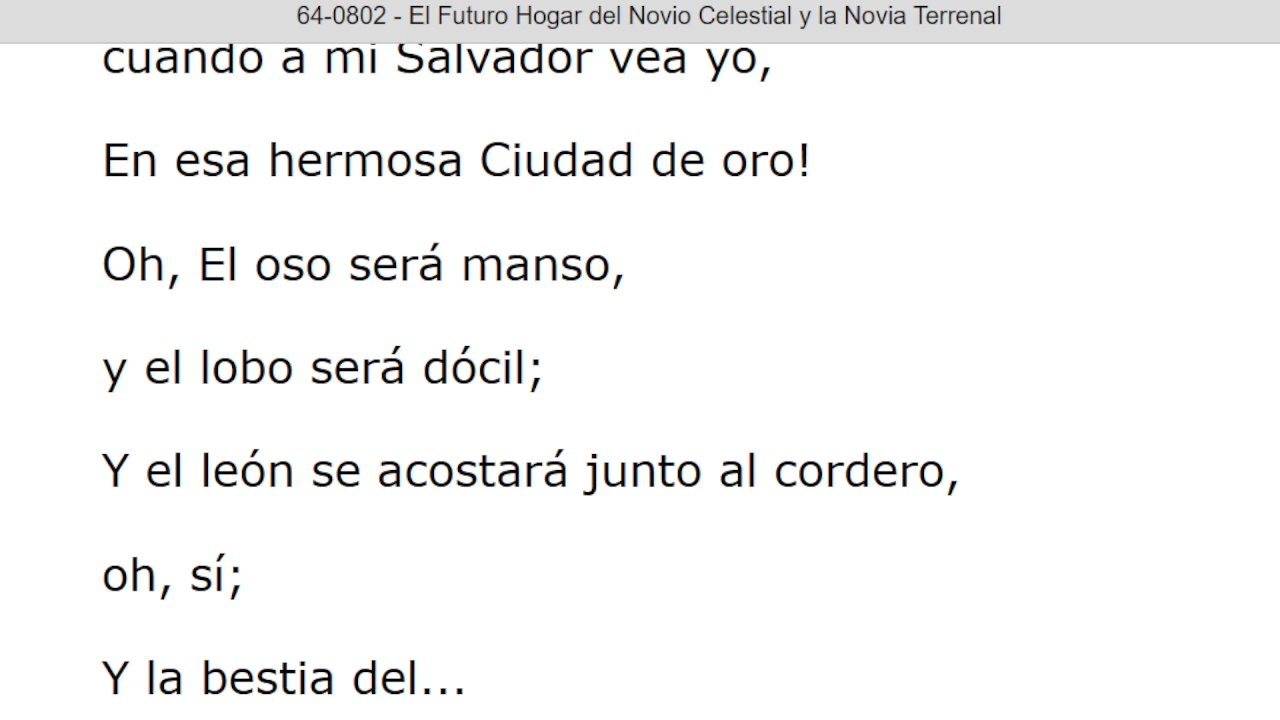 64-0802 - El Futuro Hogar del Novio Celestial y la Novia Terrenal
cuando a mi Salvador vea yo,
En esa hermosa Ciudad de oro!
Oh, El oso será manso,
y el lobo será dócil;
Y el león se acostará junto al cordero,
oh, sí;
Y la bestia del...